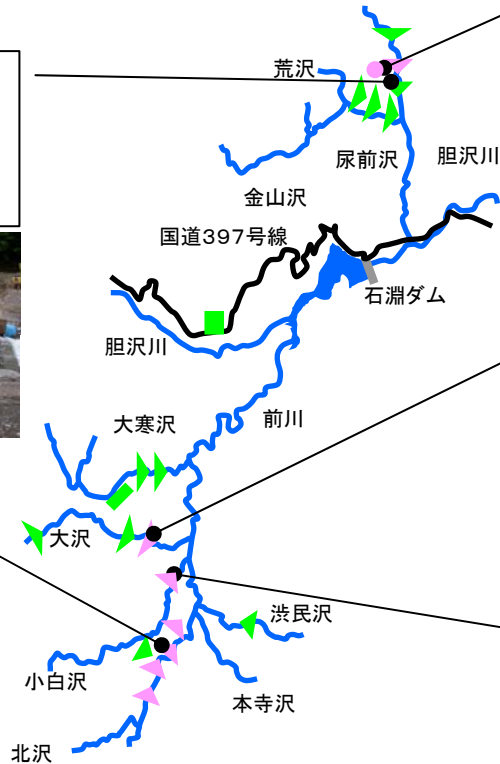 荒沢
尿前沢
胆沢川
金山沢
国道397号線
石淵ダム
胆沢川
前川
大寒沢
大沢
渋民沢
小白沢
本寺沢
北沢